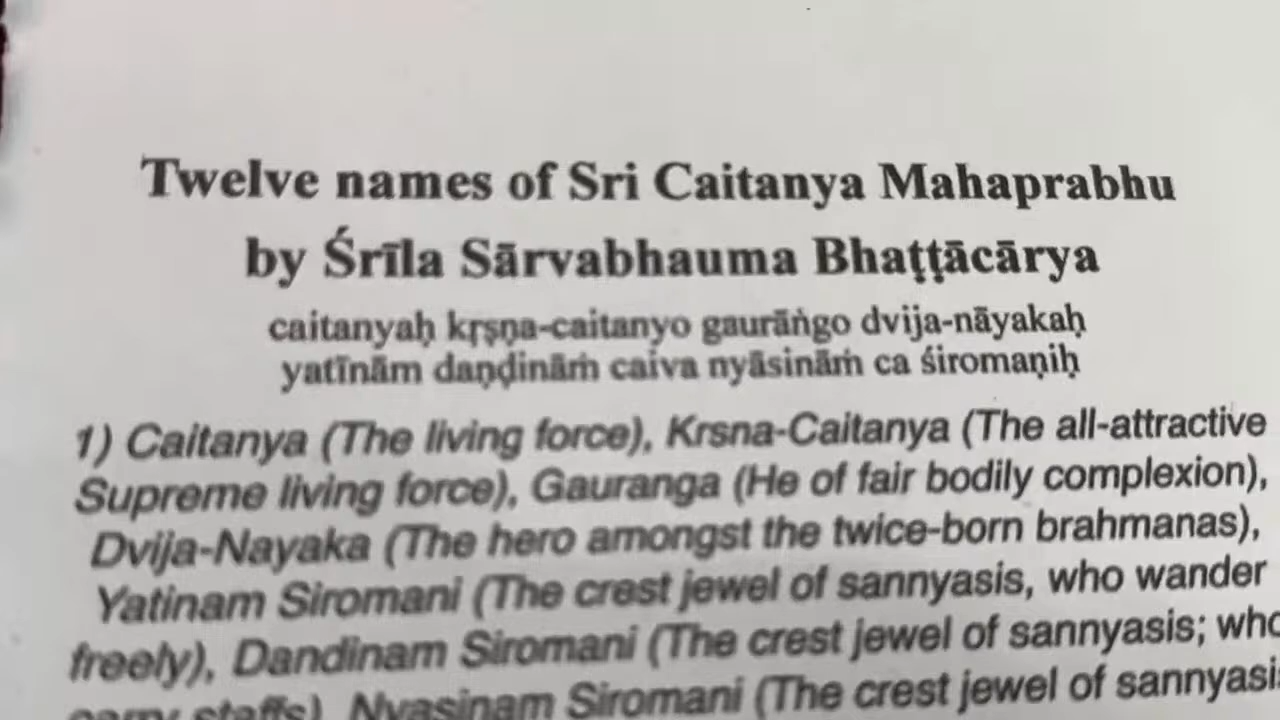 Twelve names of Sri Caitanya Mahaprabhu
by Śrīla Sārvabhauma Bhaṭṭācārya
caitanyaḥ kṛṣṇa-caitanyo gaurāṅgo dvija-nāyakaḥ
yatīnām daṇḍināṁ caiva nyāsināṁ ca śiromaṇiḥ
1) Caitanya (The living force), Krsna-Caitanya (The all-attractive
Supreme living force), Gauranga (He of fair bodily complexion),
Dvija-Nayaka (The hero amongst the twice-born brahmanas),
Yatinam Siromani (The crest jewel of sannyasis, who wander
freely), Dandinam Siromani (The crest jewel of sannyasis; who
carry staffs), Nyasinam Siromani (The crest jewel of